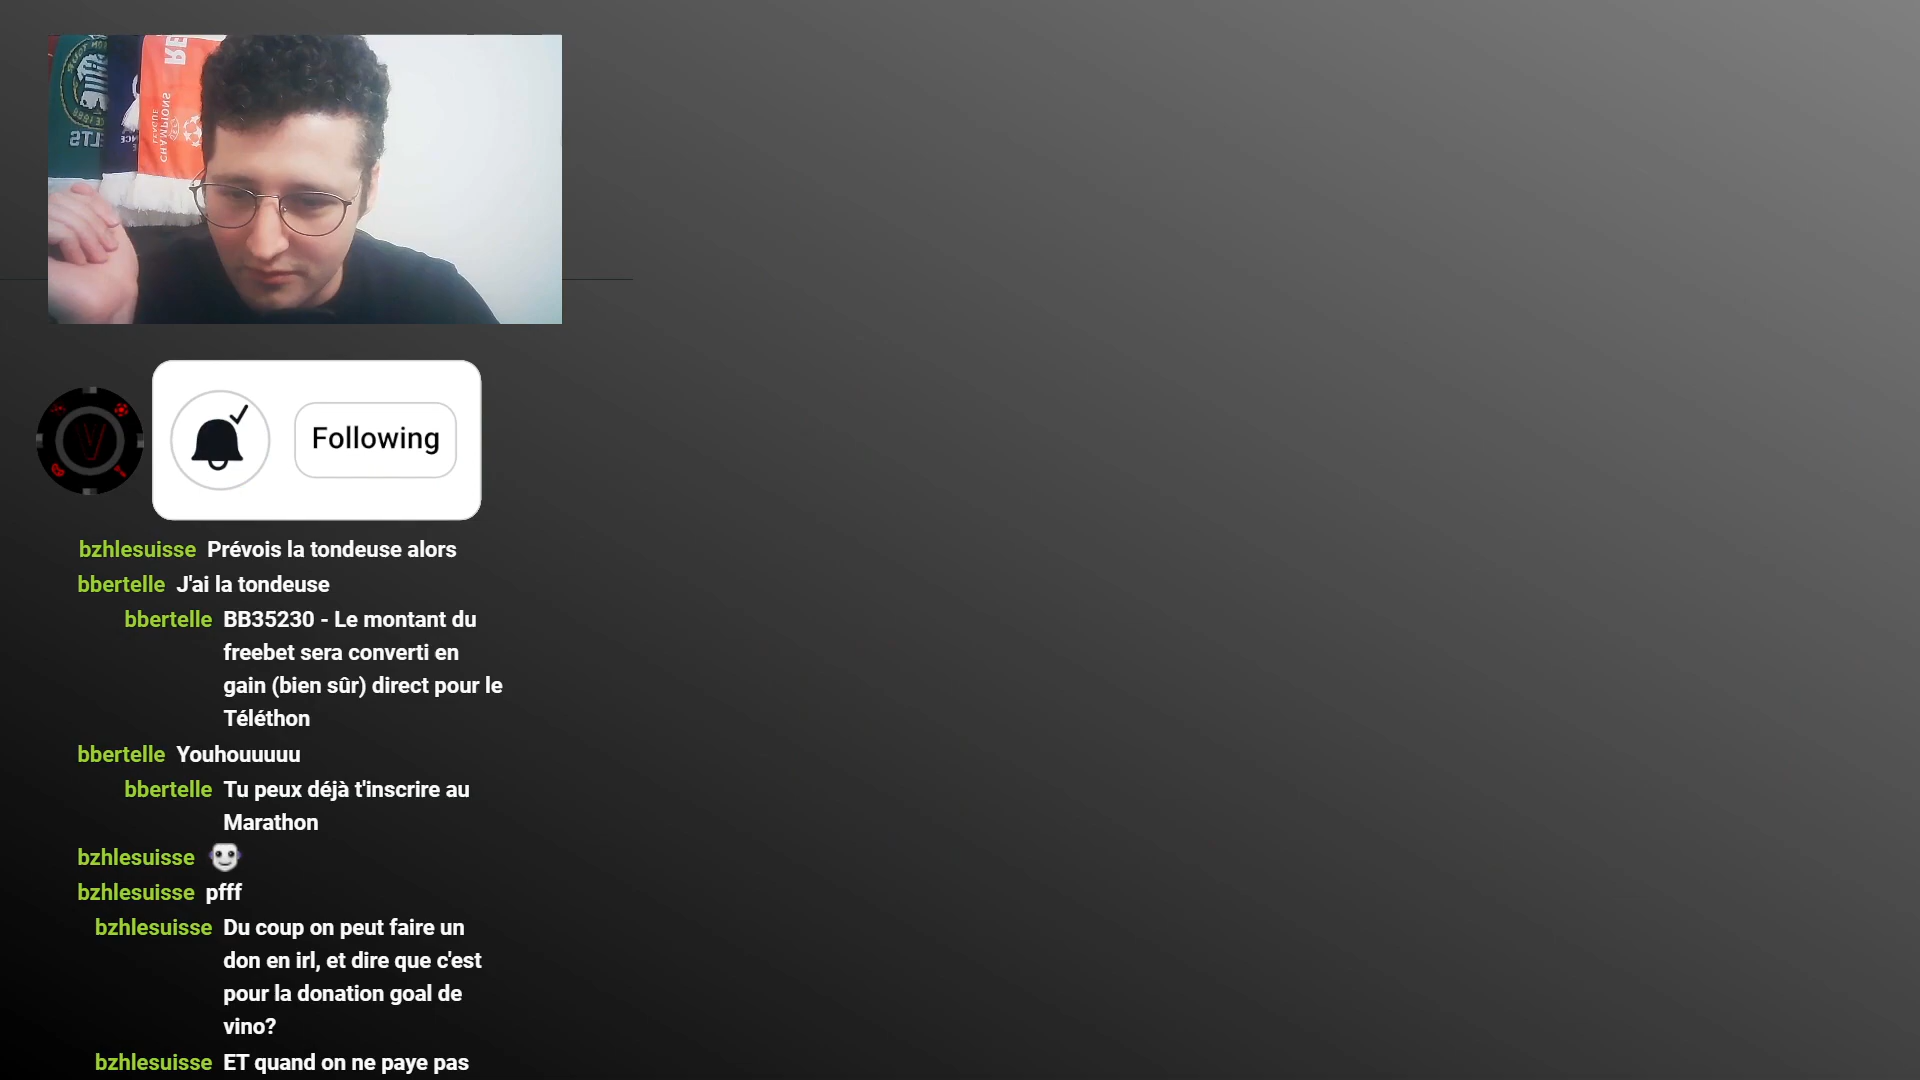 RE
CHAMPIONS
LEAGUE
Following
bzhlesuisse Prévois la tondeuse alors
bbertelle J'ai la tondeuse
bbertelle BB35230 - Le montant du
freebet sera converti en
gain (bien sûr) direct pour le
Téléthon
bbertelle Youhouuuuu
bbertelle Tu peux déjà t'inscrire au
Marathon
bzhlesuisse
bzhlesuisse pfff
bzhlesuisse Du coup on peut faire un
don en irl, et dire que c'est
pour la donation goal de
vino?
bzhlesuisse ET quand on ne paye pas